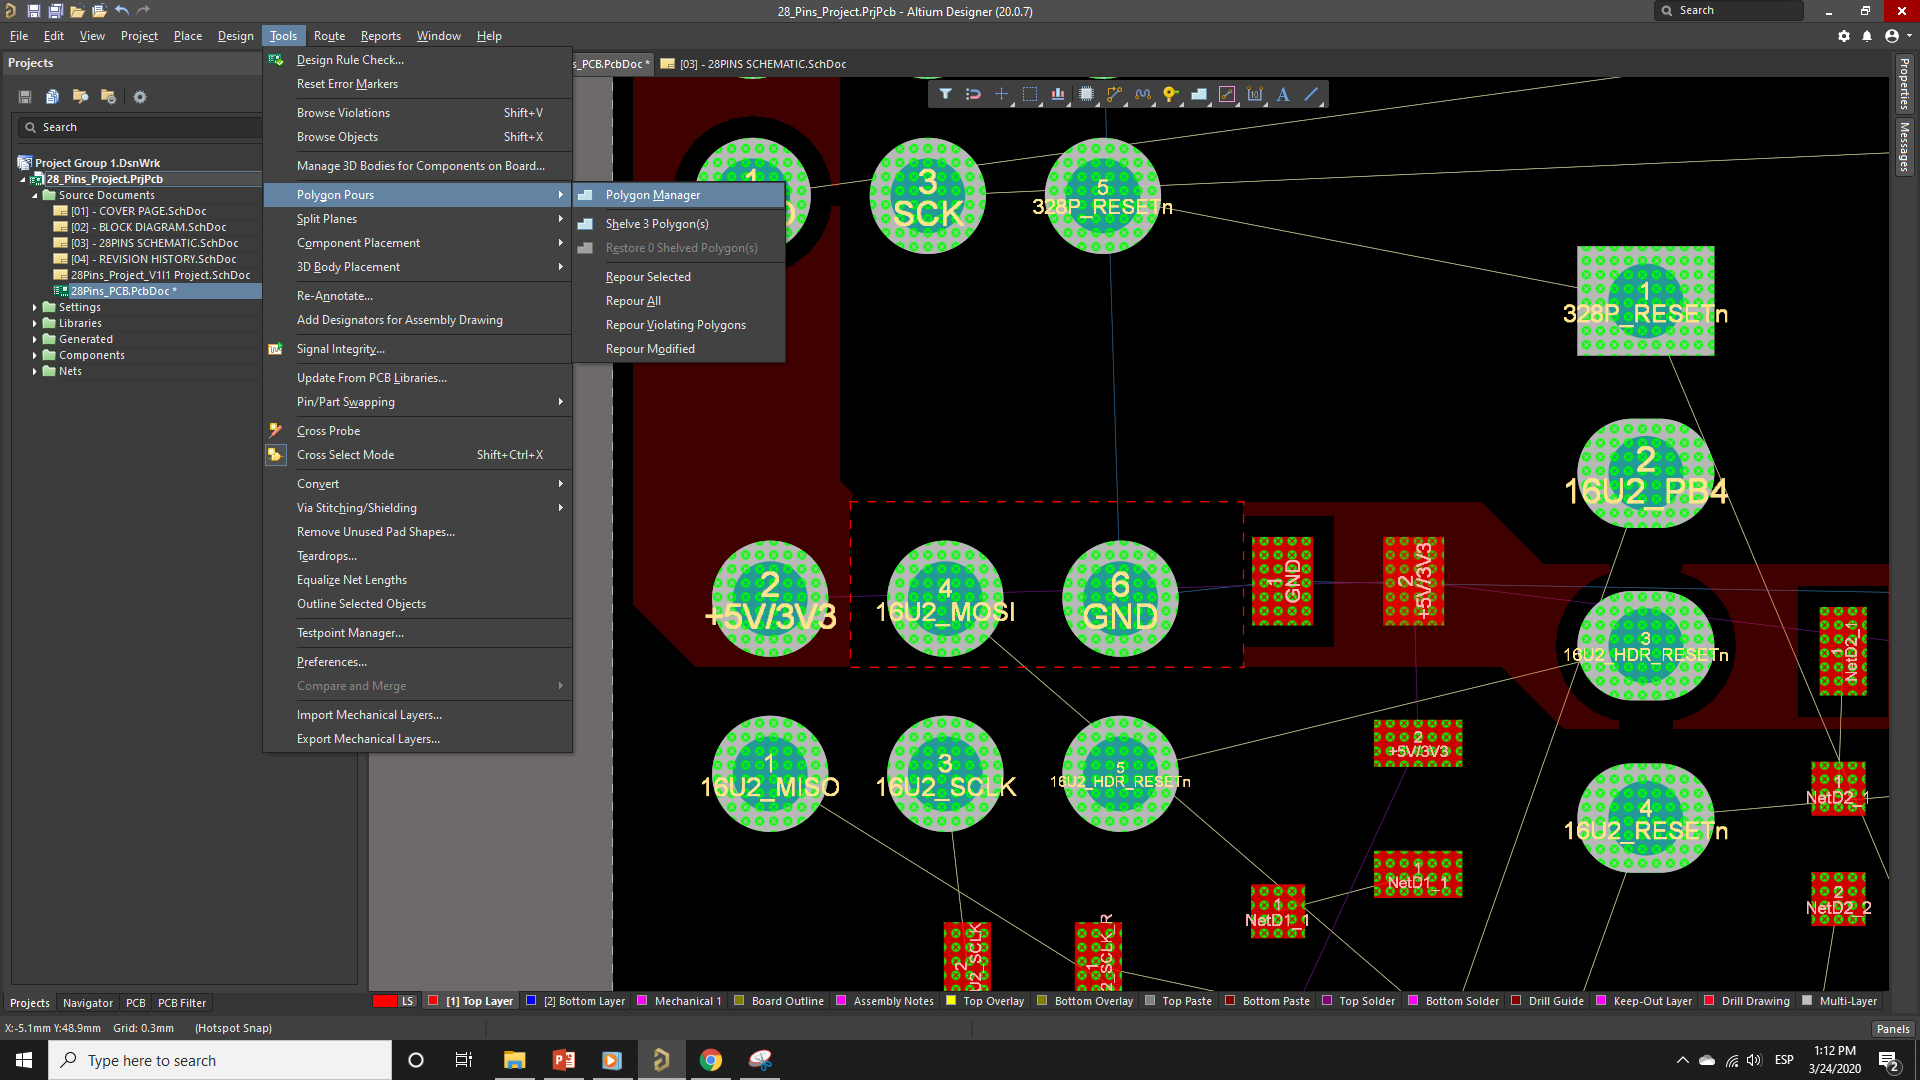 28_Pins_Project.PrjPcb - Altium Designer (20.0.7)
Search
File Edit View Project Place Design Tools Route Reports Window Help
Projects
Search
Project Group 1.DsnWrk
28_Pins_Project.PrjPcb
Source Documents
[01] - COVER PAGE.SchDoc
[02] - BLOCK DIAGRAM.SchDoc
[03] - 28PINS SCHEMATIC.SchDoc
[04] - REVISION HISTORY.SchDoc
28Pins_Project_V1I1 Project.SchDoc
28Pins_PCB.PcbDoc *
Settings
Libraries
Generated
Components
Nets
Design Rule Check...
Reset Error Markers
Browse Violations Shift+V
Browse Objects Shift+X
Manage 3D Bodies for Components on Board...
Polygon Pours
Split Planes
Component Placement
3D Body Placement
Re-Annotate...
Add Designators for Assembly Drawing
Signal Integrity...
Update From PCB Libraries...
Pin/Part Swapping
Cross Probe
Cross Select Mode Shift+Ctrl+X
Convert
Via Stitching/Shielding
Remove Unused Pad Shapes...
Teardrops...
Equalize Net Lengths
Outline Selected Objects
Testpoint Manager...
Preferences...
Compare and Merge
Import Mechanical Layers...
Export Mechanical Layers...
Polygon Manager
Shelve 3 Polygon(s)
Restore 0 Shelved Polygon(s)
Repour Selected
Repour All
Repour Violating Polygons
Repour Modified
s_PCB.PcbDoc *
[03] - 28PINS SCHEMATIC.SchDoc
Properties
Messages
1
3
SCK
5
328P_RESETn
1
328P_RESETn
2
16U2_PB4
2
+5V/3V3
4
16U2_MOSI
6
GND
1
GND
2
+5V/3V3
3
16U2_HDR_RESETn
1
NetD2_1
1
16U2_MISO
3
16U2_SCLK
5
16U2_HDR_RESETn
2
+5V/3V3
1
NetD2_1
4
16U2_RESETn
1
NetD1_1
1
NetD1_1
2
NetD2_2
2
U2_SCLK
1
2_SCLK_R
Projects Navigator PCB PCB Filter
LS [1] Top Layer [2] Bottom Layer Mechanical 1 Board Outline Assembly Notes Top Overlay Bottom Overlay Top Paste Bottom Paste Top Solder Bottom Solder Drill Guide Keep-Out Layer Drill Drawing Multi-Layer
X:-5.1mm Y:48.9mm Grid: 0.3mm (Hotspot Snap)
Panels
Type here to search
ESP
1:12 PM
3/24/2020
2